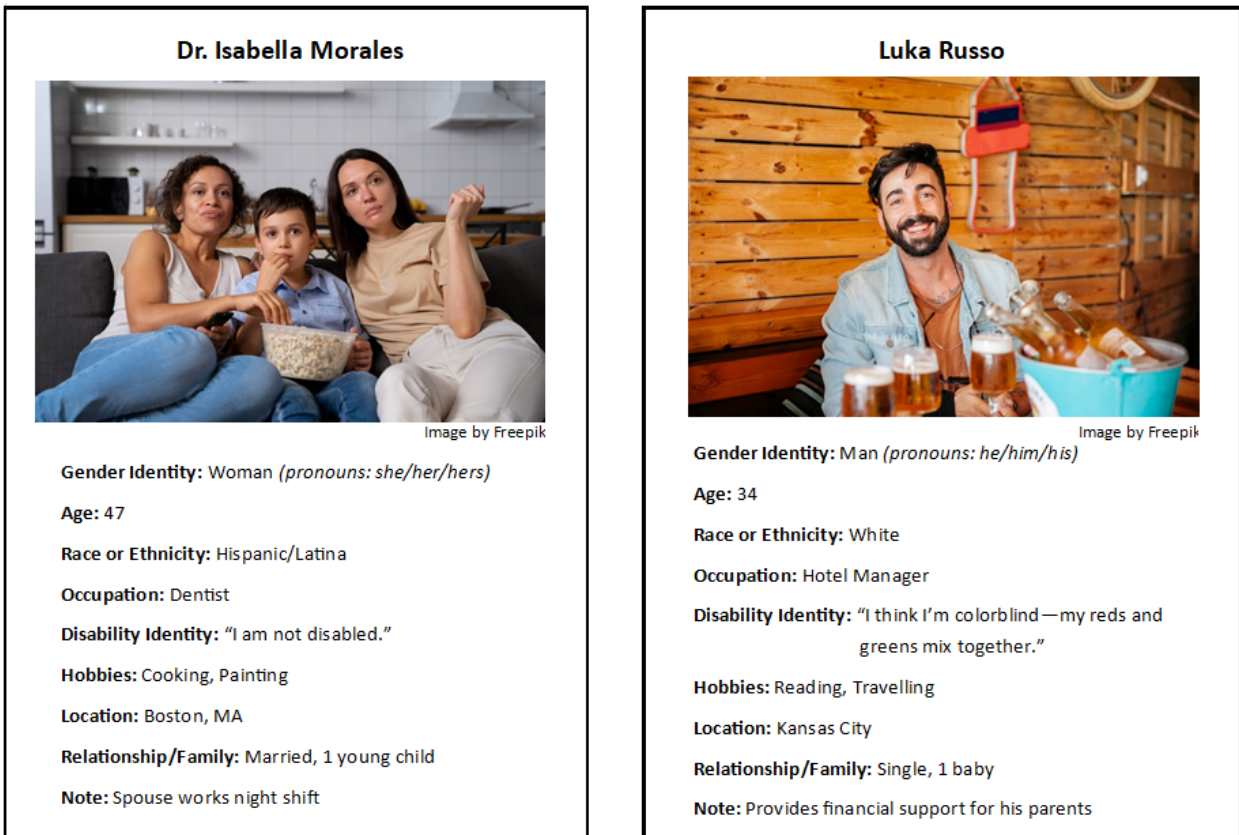 Dr. Isabella Morales
Image by Freepik
Gender Identity: Woman (pronouns: she/her/hers)
Age: 47
Race or Ethnicity: Hispanic/Latina
Occupation: Dentist
Disability Identity: “I am not disabled.”
Hobbies: Cooking, Painting
Location: Boston, MA
Relationship/Family: Married, 1 young child
Note: Spouse works night shift
Luka Russo
Image by Freepik
Gender Identity: Man (pronouns: he/him/his)
Age: 34
Race or Ethnicity: White
Occupation: Hotel Manager
Disability Identity: “I think I’m colorblind—my reds and
greens mix together.”
Hobbies: Reading, Travelling
Location: Kansas City
Relationship/Family: Single, 1 baby
Note: Provides financial support for his parents